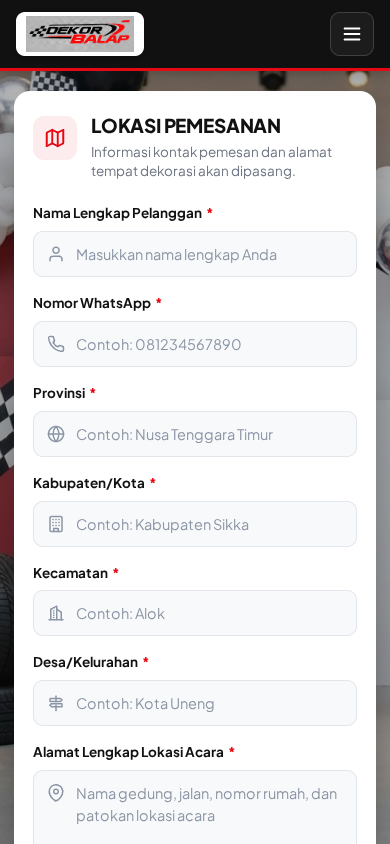 DEKOR
BALAP
LOKASI PEMESANAN
Informasi kontak pemesan dan alamat
tempat dekorasi akan dipasang.
Nama Lengkap Pelanggan *
Masukkan nama lengkap Anda
Nomor WhatsApp *
Contoh: 081234567890
Provinsi *
Contoh: Nusa Tenggara Timur
Kabupaten/Kota *
Contoh: Kabupaten Sikka
Kecamatan *
Contoh: Alok
Desa/Kelurahan *
Contoh: Kota Uneng
Alamat Lengkap Lokasi Acara *
Nama gedung, jalan, nomor rumah, dan
patokan lokasi acara